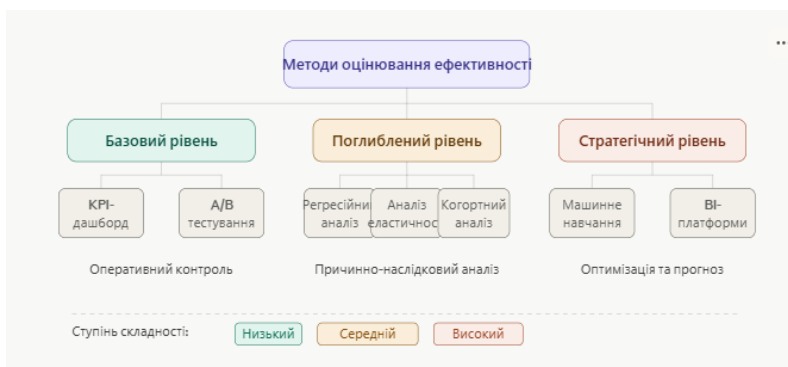 Методи оцінювання ефективності
Базовий рівень
Поглиблений рівень
Стратегічний рівень
KPI-
дашборд
A/B
тестування
Регресійни
аналіз
Аналіз
еластичнос
Когортний
аналіз
Машинне
навчання
BI-
платформи
Оперативний контроль
Причинно-наслідковий аналіз
Оптимізація та прогноз
Ступінь складності:
Низький
Середній
Високий